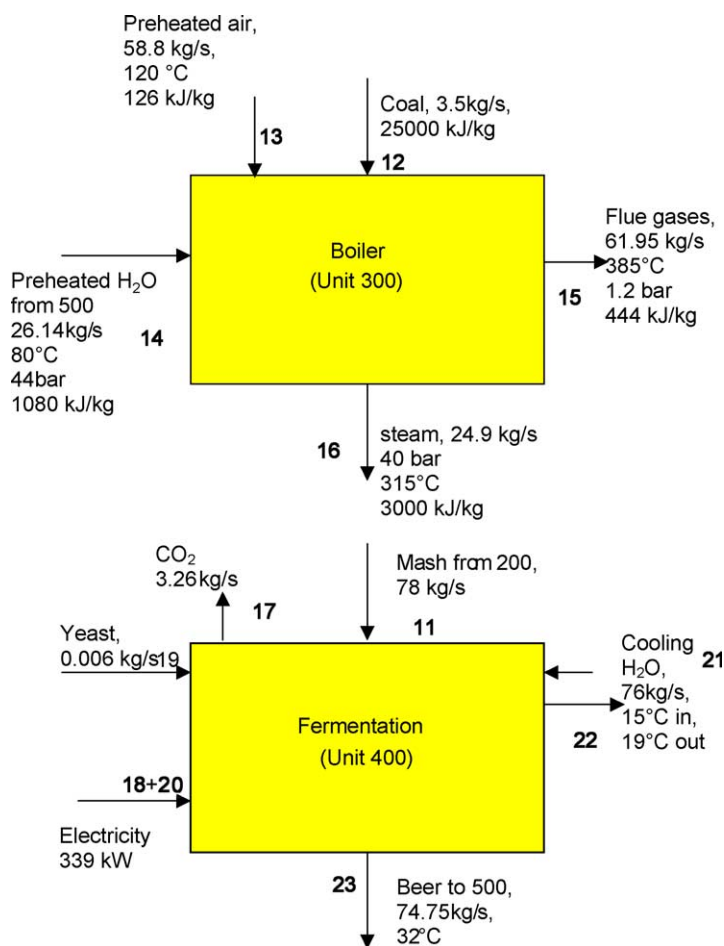 Preheated air,
58.8 kg/s,
120 °C
126 kJ/kg
13
Coal, 3.5kg/s,
25000 kJ/kg
12
Boiler
(Unit 300)
Preheated H₂O
from 500
26.14kg/s
80°C
44bar
1080 kJ/kg
14
Flue gases,
61.95 kg/s
385°C
1.2 bar
444 kJ/kg
15
16
steam, 24.9 kg/s
40 bar
315°C
3000 kJ/kg
CO₂
3.26kg/s
17
Mash from 200,
78 kg/s
11
Yeast,
0.006 kg/s19
Cooling
H₂O,
76kg/s,
15°C in,
19°C out
21
22
Fermentation
(Unit 400)
18+20
Electricity
339 kW
23
Beer to 500,
74.75kg/s,
32°C